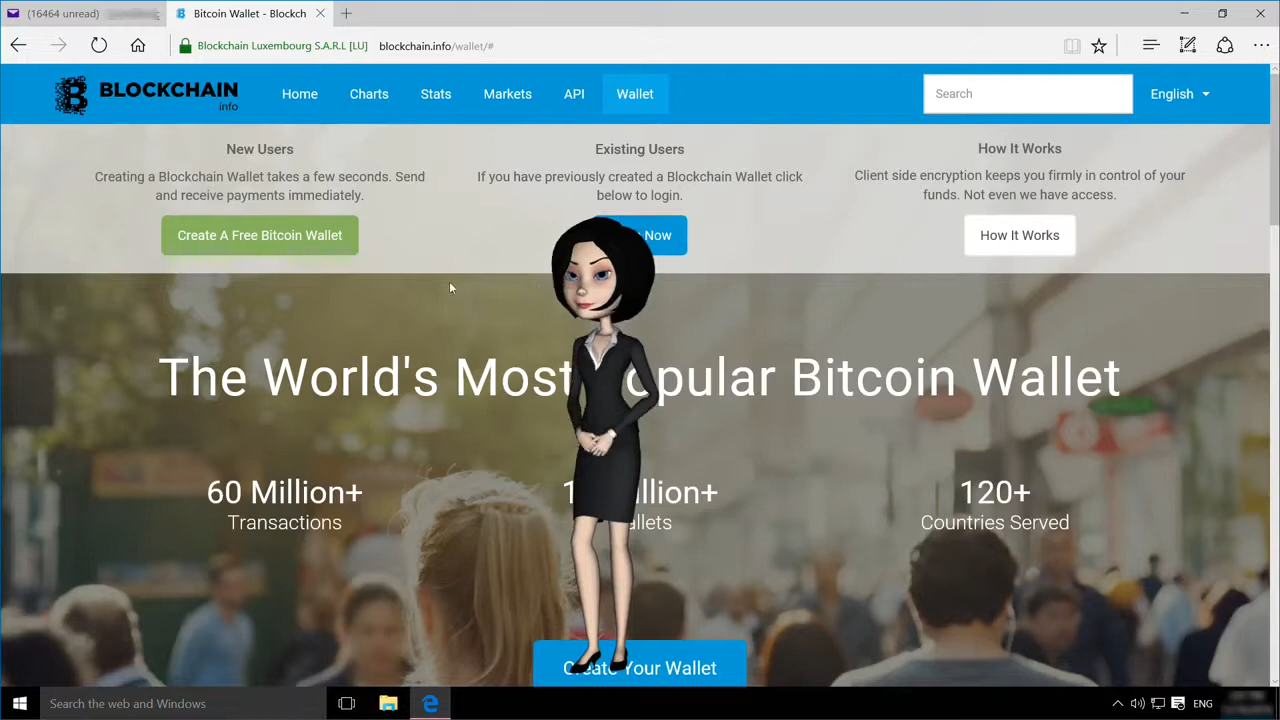 (16464 unread)
Bitcoin Wallet - Blockch
Blockchain Luxembourg S.A.R.L [LU]
blockchain.info/wallet/#
BLOCKCHAIN
info
Home
Charts
Stats
Markets
API
Wallet
Search
English
New Users
Creating a Blockchain Wallet takes a few seconds. Send
and receive payments immediately.
Create A Free Bitcoin Wallet
Existing Users
If you have previously created a Blockchain Wallet click
below to login.
Now
How It Works
Client side encryption keeps you firmly in control of your
funds. Not even we have access.
How It Works
The World's Most Popular Bitcoin Wallet
60 Million+
Transactions
120+
Countries Served
Create Your Wallet
Search the web and Windows
ENG